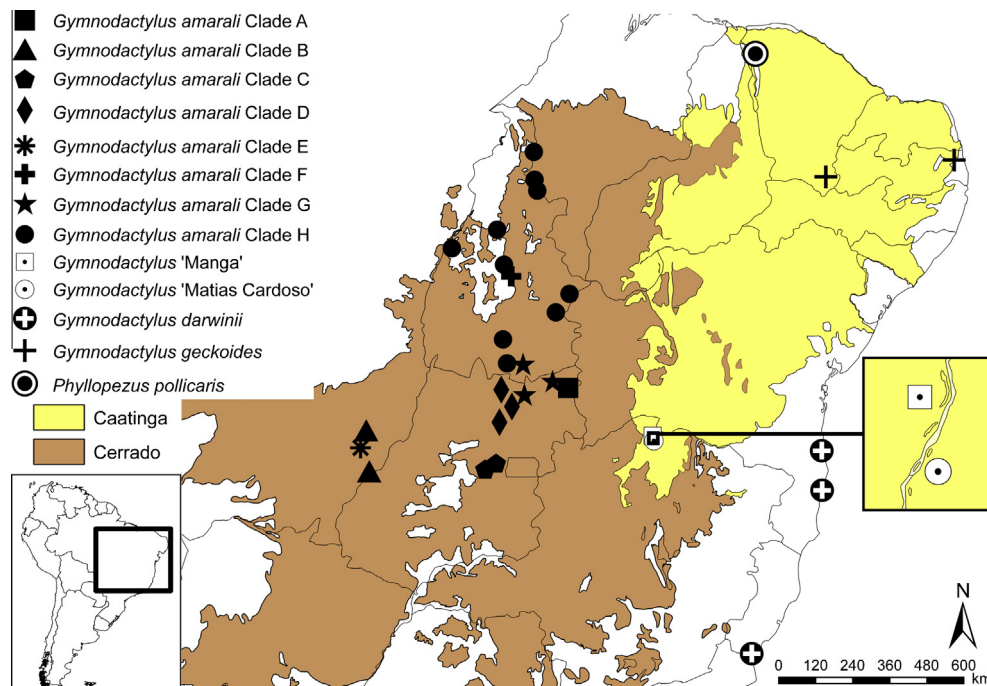 Gymnodactylus amarali Clade A
Gymnodactylus amarali Clade B
Gymnodactylus amarali Clade C
Gymnodactylus amarali Clade D
Gymnodactylus amarali Clade E
Gymnodactylus amarali Clade F
Gymnodactylus amarali Clade G
Gymnodactylus amarali Clade H
Gymnodactylus 'Manga'
Gymnodactylus 'Matias Cardoso'
Gymnodactylus darwinii
Gymnodactylus geckoides
Phyllopezus pollicaris
Caatinga
Cerrado
N
0 120 240 360 480 600
km